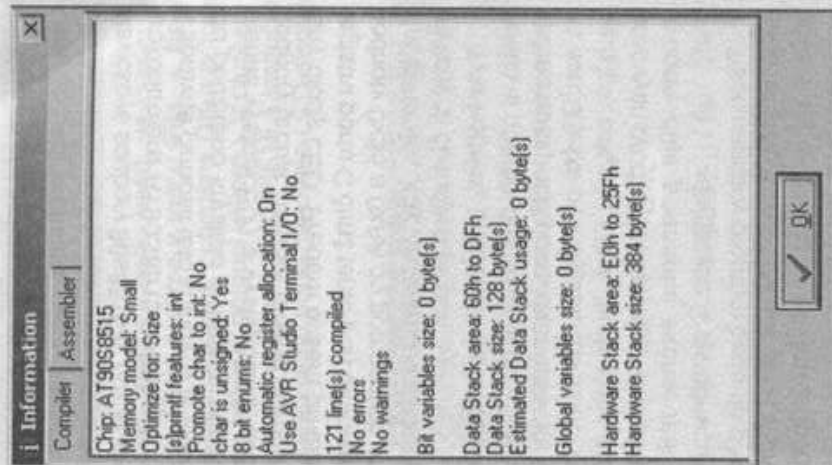 i Information
Compiler Assembler
Chip: AT90S8515
Memory model: Small
Optimize for: Size
(s)printf features: int
Promote char to int: No
char is unsigned: Yes
8 bit enums: No
Automatic register allocation: On
Use AVR Studio Terminal I/O: No
121 line(s) compiled
No errors
No warnings
Bit variables size: 0 byte(s)
Data Stack area: 60h to DFh
Data Stack size: 128 byte(s)
Estimated Data Stack usage: 0 byte(s)
Global variables size: 0 byte(s)
Hardware Stack area: E0h to 25Fh
Hardware Stack size: 384 byte(s)
OK